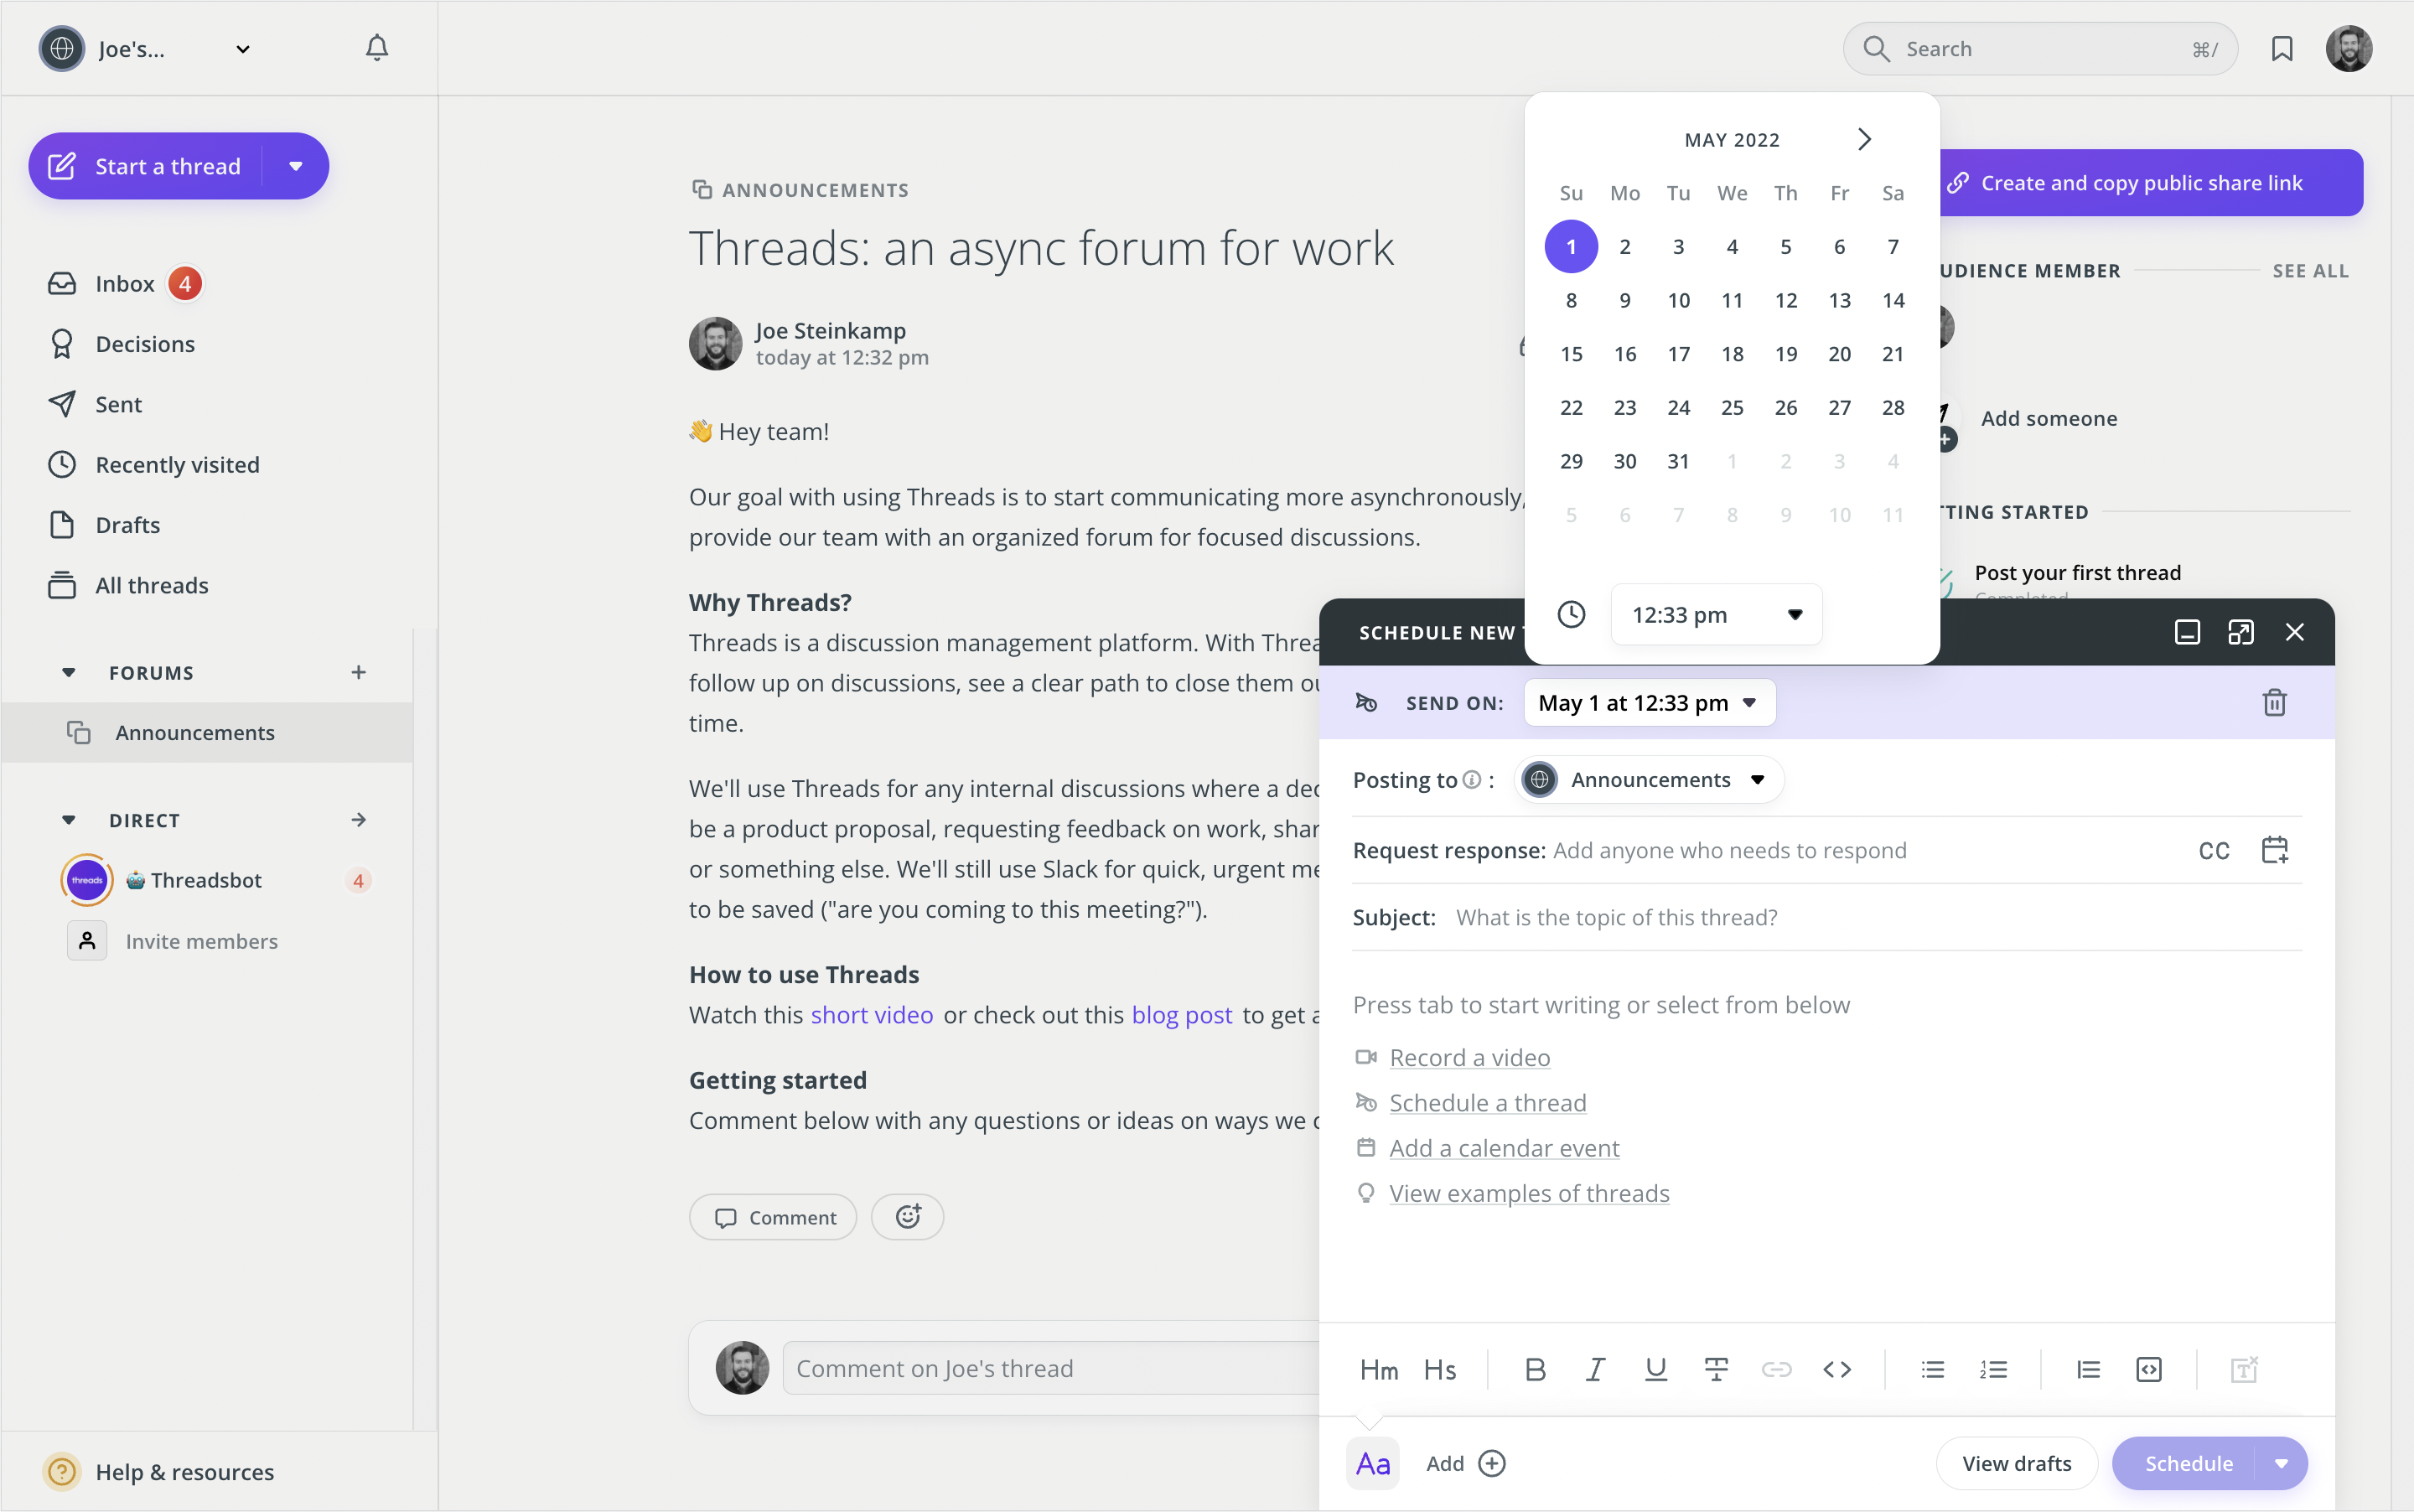 Joe's...
Search
⌘/
Start a thread
Inbox 4
Decisions
Sent
Recently visited
Drafts
All threads
FORUMS
Announcements
DIRECT
threads
🤖 Threadsbot 4
Invite members
Help & resources
ANNOUNCEMENTS
Threads: an async forum for work
Joe Steinkamp
today at 12:32 pm
👋 Hey team!
Our goal with using Threads is to start communicating more asynchronously,
provide our team with an organized forum for focused discussions.
Why Threads?
Threads is a discussion management platform. With Threa
follow up on discussions, see a clear path to close them ou
time.
We'll use Threads for any internal discussions where a dec
be a product proposal, requesting feedback on work, shar
or something else. We'll still use Slack for quick, urgent me
to be saved ("are you coming to this meeting?").
How to use Threads
Watch this short video or check out this blog post to get a
Getting started
Comment below with any questions or ideas on ways we c
Comment
Comment on Joe's thread
MAY 2022
Su Mo Tu We Th Fr Sa
1 2 3 4 5 6 7
8 9 10 11 12 13 14
15 16 17 18 19 20 21
22 23 24 25 26 27 28
29 30 31 1 2 3 4
5 6 7 8 9 10 11
12:33 pm
Create and copy public share link
UDIENCE MEMBER
SEE ALL
Add someone
TTING STARTED
Post your first thread
Completed
SCHEDULE NEW
SEND ON: May 1 at 12:33 pm
Posting to : Announcements
Request response: Add anyone who needs to respond
CC
Subject: What is the topic of this thread?
Press tab to start writing or select from below
Record a video
Schedule a thread
Add a calendar event
View examples of threads
Hm Hs B I U T
Aa
Add
View drafts
Schedule